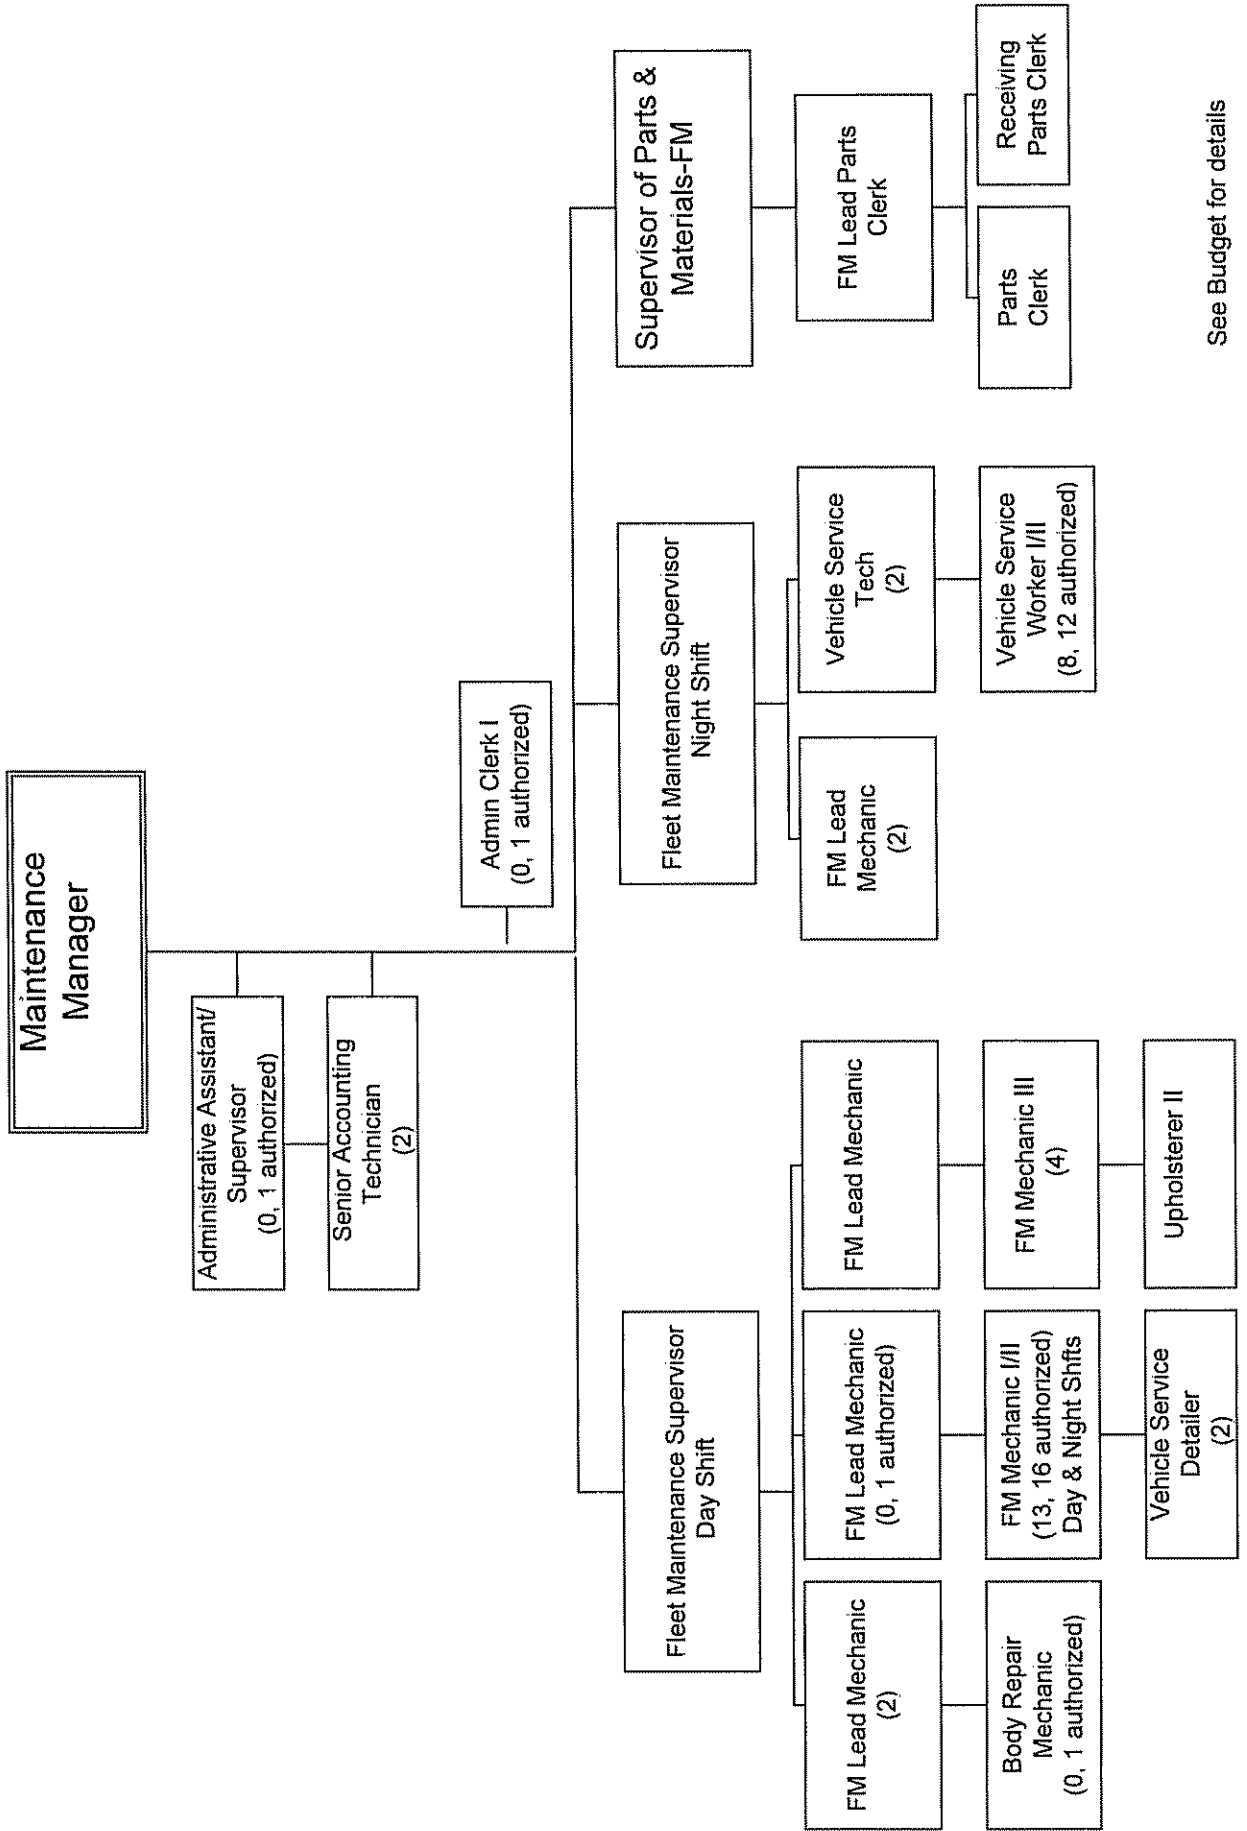 Maintenance
Manager
Administrative Assistant/
Supervisor
(0, 1 authorized)
Senior Accounting
Technician
(2)
Admin Clerk I
(0, 1 authorized)
Fleet Maintenance Supervisor
Day Shift
Fleet Maintenance Supervisor
Night Shift
Supervisor of Parts &
Materials-FM
FM Lead Mechanic
(2)
FM Lead Mechanic
(0, 1 authorized)
FM Lead Mechanic
FM Lead
Mechanic
(2)
Vehicle Service
Tech
(2)
FM Lead Parts
Clerk
Body Repair
Mechanic
(0, 1 authorized)
FM Mechanic I/II
(13, 16 authorized)
Day & Night Shfts
FM Mechanic III
(4)
Vehicle Service
Worker I/II
(8, 12 authorized)
Parts
Clerk
Receiving
Parts Clerk
Vehicle Service
Detailer
(2)
Upholsterer II
See Budget for details